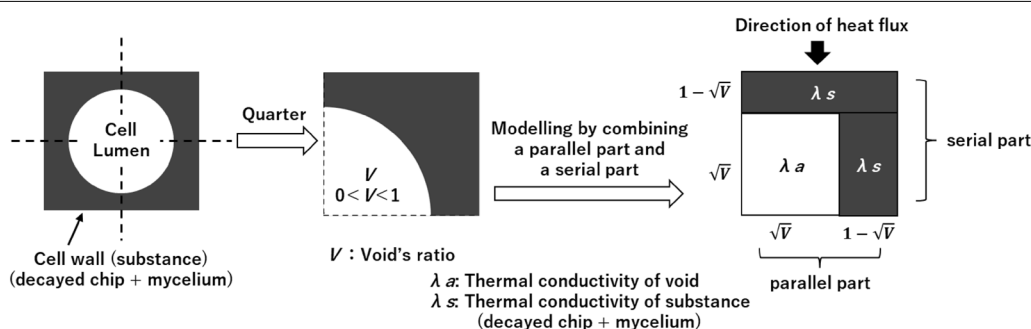 Cell
Lumen
Cell wall (substance)
(decayed chip + mycelium)
Quarter
V
0< V<1
V : Void's ratio
Modelling by combining
a parallel part and
a serial part
λ a: Thermal conductivity of void
λ s: Thermal conductivity of substance
(decayed chip + mycelium)
Direction of heat flux
1 − √V
λ s
√V
λ a
λ s
serial part
√V
1 − √V
parallel part